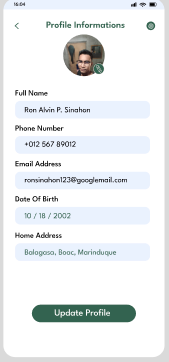 16:04
Profile Informations
Full Name
Ron Alvin P. Sinahon
Phone Number
+012 567 89012
Email Address
ronsinahon123@googlemail.com
Date Of Birth
10 / 18 / 2002
Home Address
Balagasa, Boac, Marinduque
Update Profile